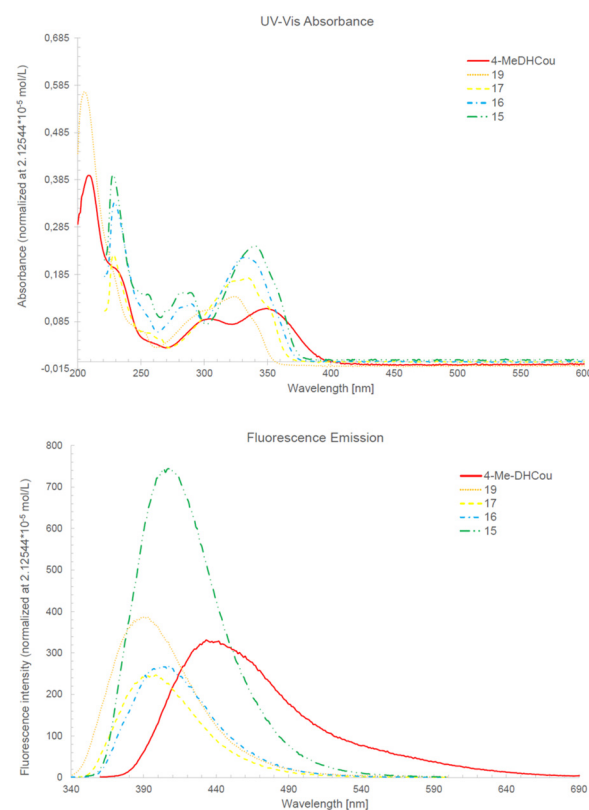 UV-Vis Absorbance
0,685
0,585
0,485
0,385
0,285
0,185
0,085
-0.015
Absorbance (normalized at 2.12544*10-5 mol/L)
4-MeDHCou
19
17
16
15
200 250 300 350 400 450 500 550 600
Wavelength [nm]
Fluorescence Emission
800
700
600
500
400
300
200
100
0
Fluorescence intensity (normalized at 2.12544*10-5 mol/L)
4-Me-DHCou
19
17
16
15
340 390 440 490 540 590 640 690
Wavelength [nm]